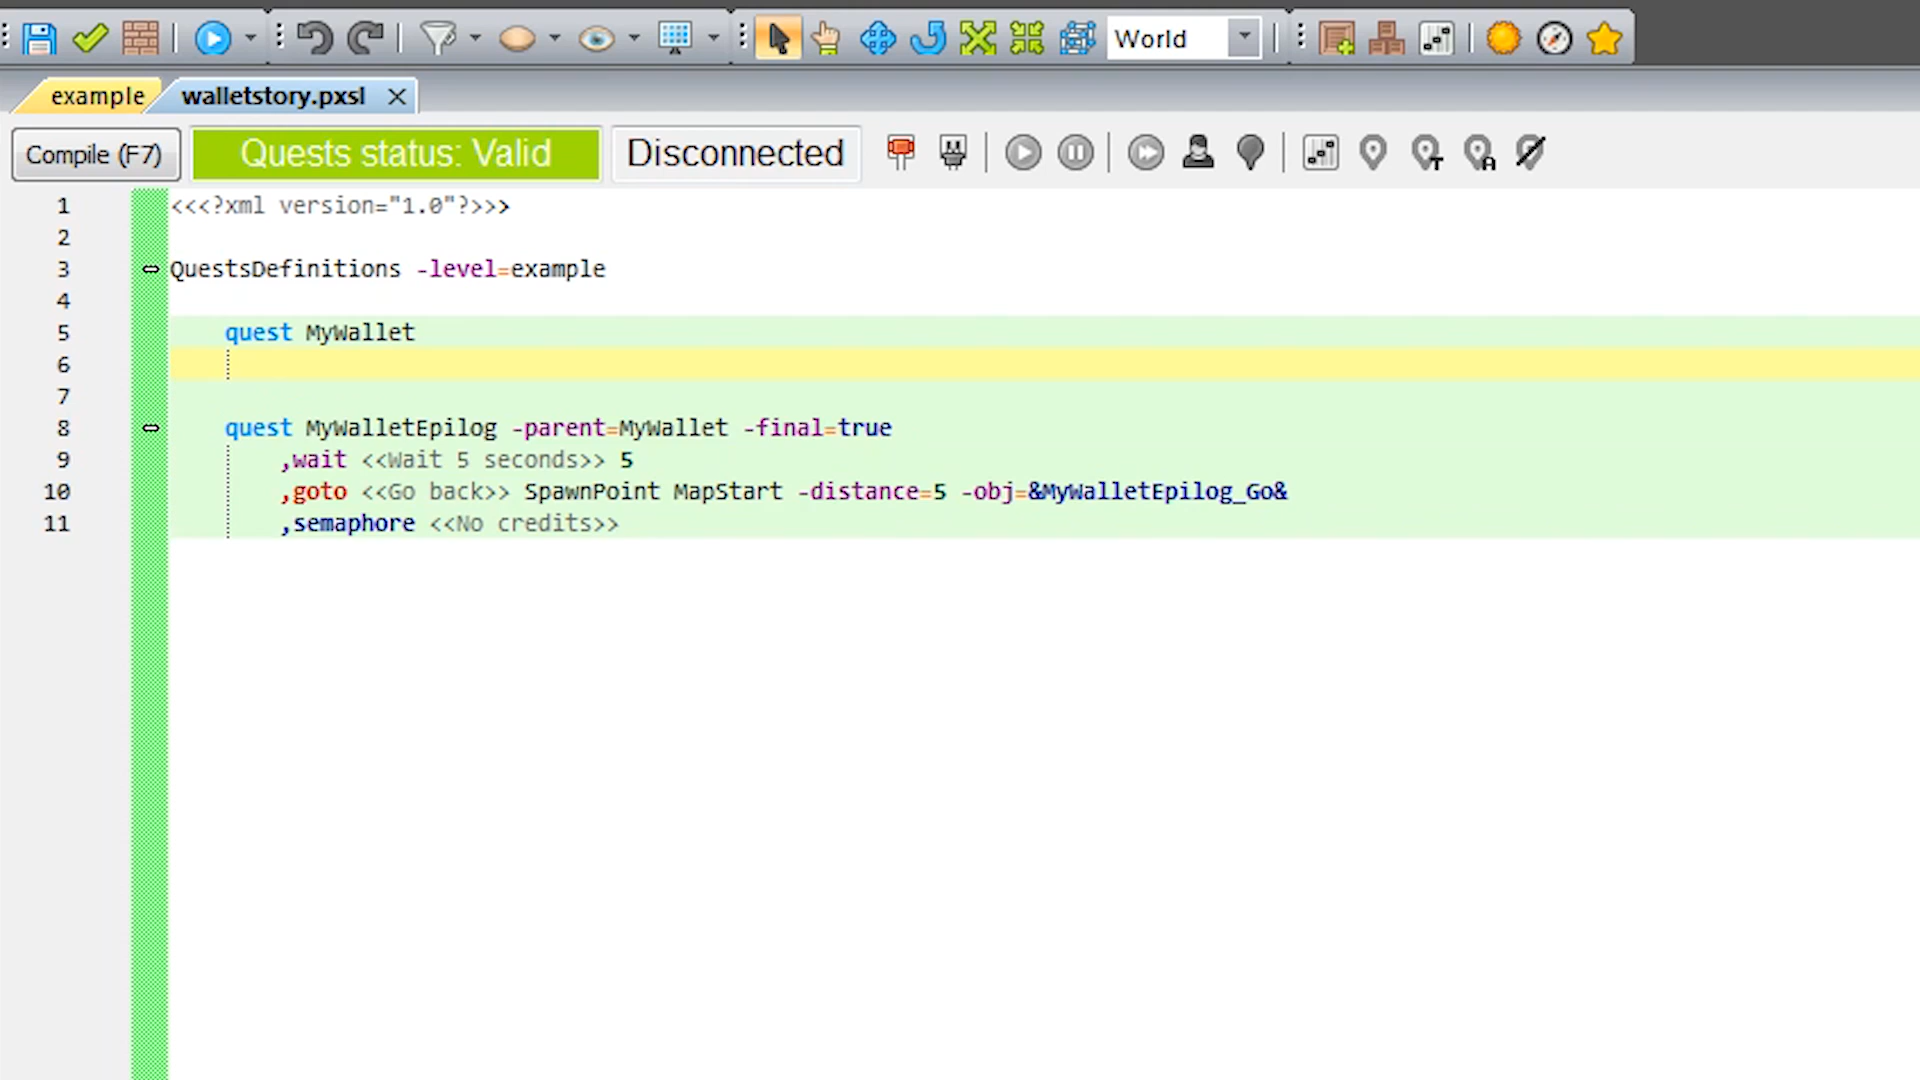 World
example
walletstory.pxsl
Compile (F7)
Quests status: Valid
Disconnected
1 <<<?xml version="1.0"?>>>
2
3 QuestsDefinitions -level=example
4
5 quest MyWallet
6
7
8 quest MyWalletEpilog -parent=MyWallet -final=true
9 ,wait <<Wait 5 seconds>> 5
10 ,goto <<Go back>> SpawnPoint MapStart -distance=5 -obj=&MyWalletEpilog_Go&
11 ,semaphore <<No credits>>